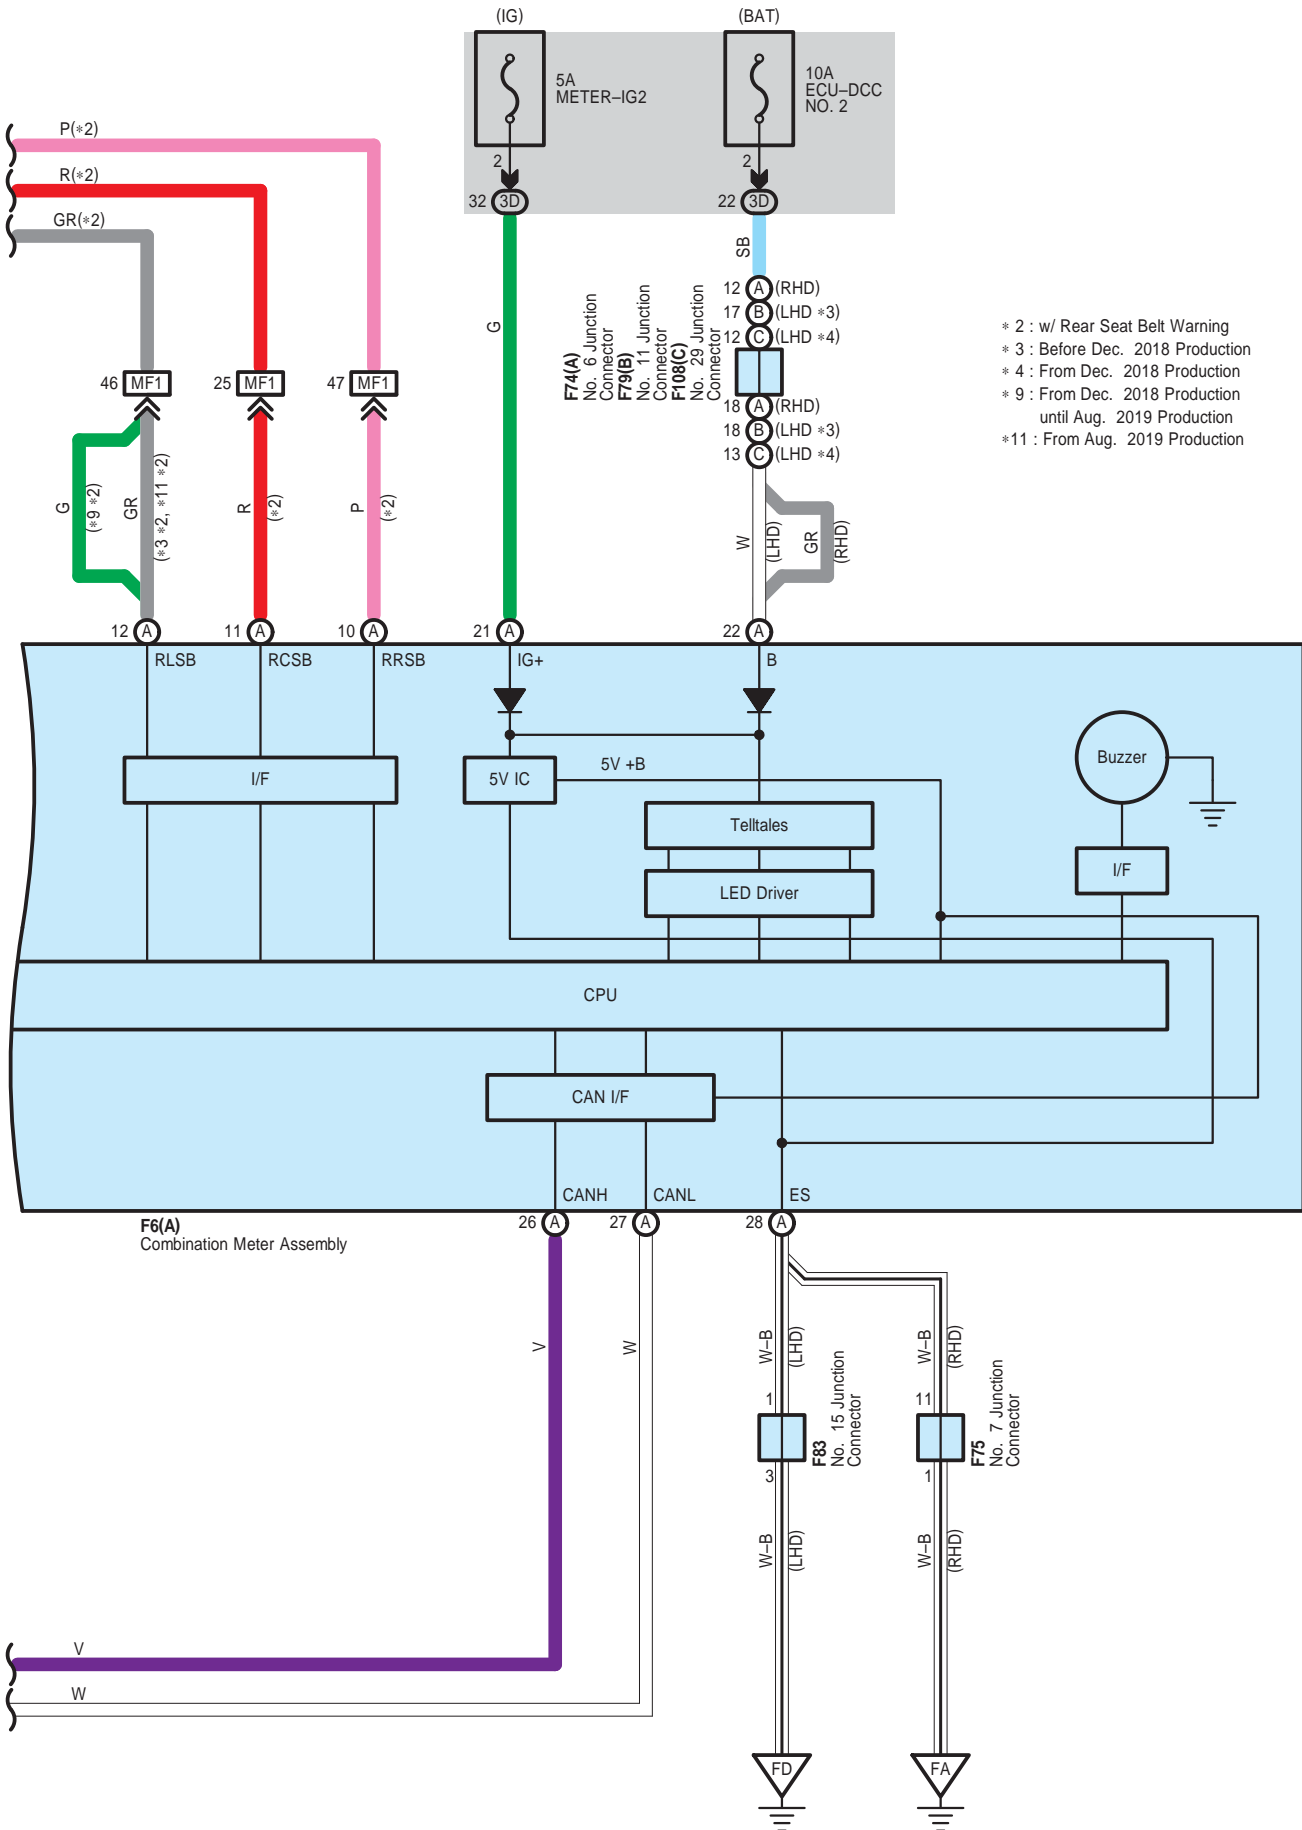 (IG)
(BAT)
5A
METER–IG2
10A
ECU–DCC
NO. 2
P(*2)
R(*2)
GR(*2)
2
2
32 3D
22 3D
SB
G
12 A (RHD)
17 B (LHD *3)
12 C (LHD *4)
F74(A)
No. 6 Junction
Connector
F79(B)
No. 11 Junction
Connector
F108(C)
No. 29 Junction
Connector
18 A (RHD)
18 B (LHD *3)
13 C (LHD *4)
* 2 : w/ Rear Seat Belt Warning
* 3 : Before Dec. 2018 Production
* 4 : From Dec. 2018 Production
* 9 : From Dec. 2018 Production
until Aug. 2019 Production
*11 : From Aug. 2019 Production
46 MF1
25 MF1
47 MF1
G
(*9 *2)
GR
(*3 *2, *11 *2)
R
(*2)
P
(*2)
W
(LHD)
GR
(RHD)
12 A
11 A
10 A
21 A
22 A
RLSB
RCSB
RRSB
IG+
B
I/F
5V IC
5V +B
Buzzer
Telltales
LED Driver
I/F
CPU
CAN I/F
CANH
CANL
ES
F6(A)
Combination Meter Assembly
26 A
27 A
28 A
V
W
W–B
(LHD)
W–B
(RHD)
1
11
F83
No. 15 Junction
Connector
F75
No. 7 Junction
Connector
3
1
W–B
(LHD)
W–B
(RHD)
V
W
FD
FA